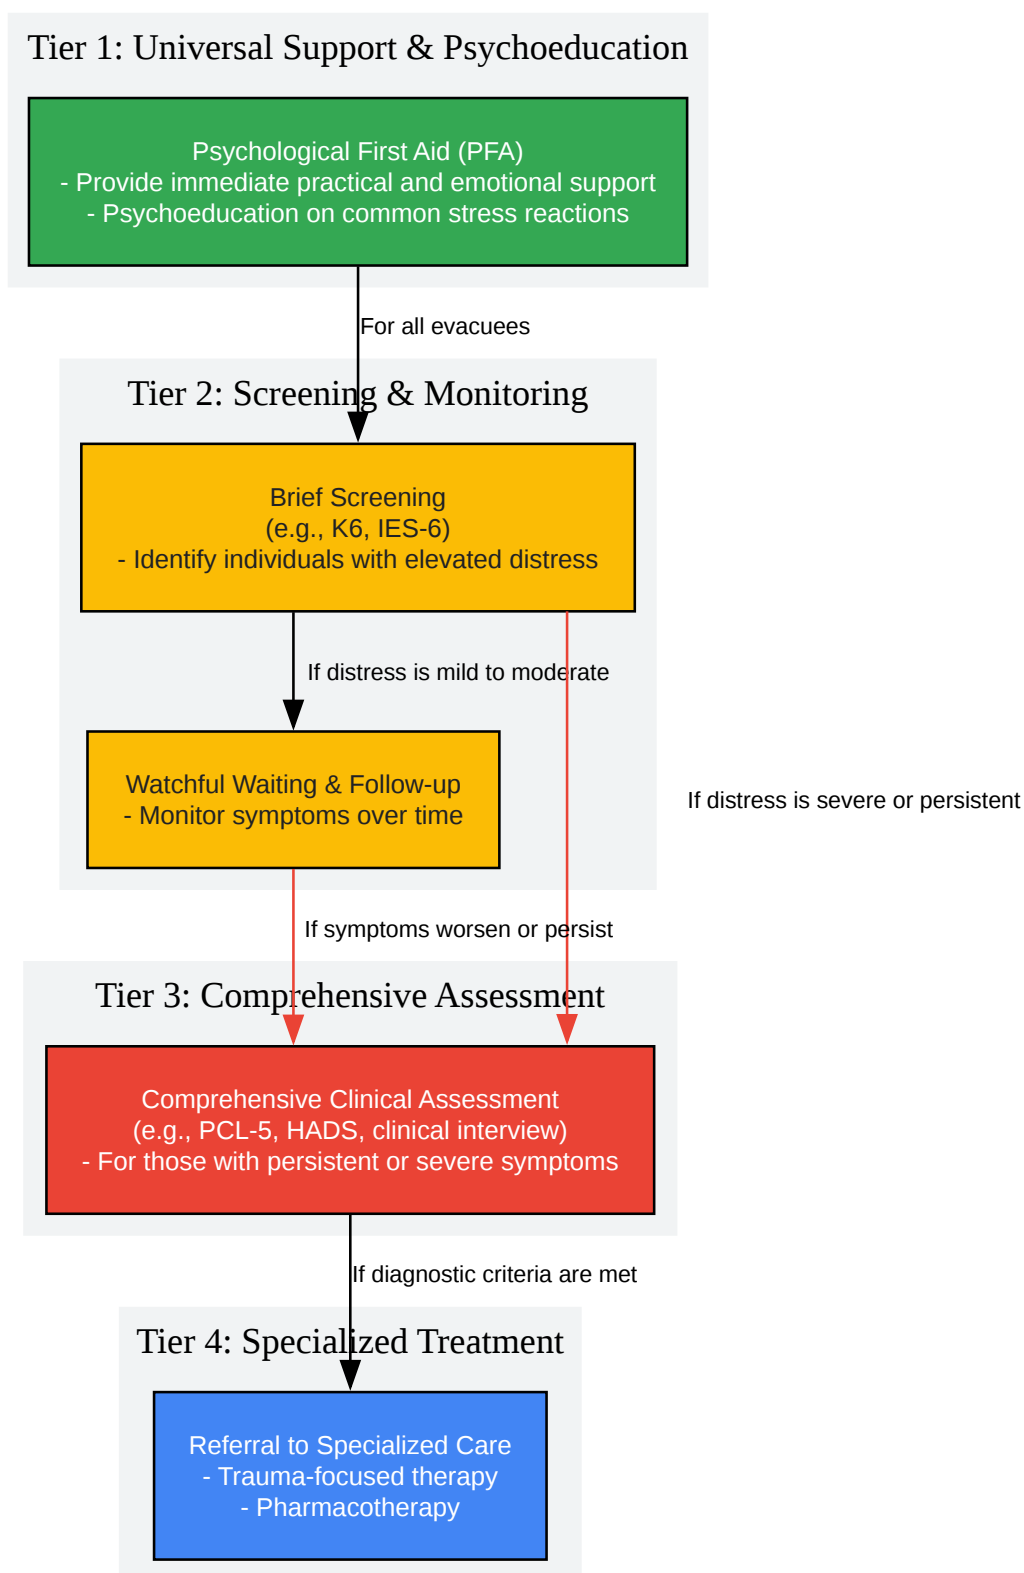 Tier 1: Universal Support & Psychoeducation
Psychological First Aid (PFA)
- Provide immediate practical and emotional support
- Psychoeducation on common stress reactions
For all evacuees
Tier 2: Screening & Monitoring
Brief Screening
(e.g., K6, IES-6)
- Identify individuals with elevated distress
If distress is mild to moderate
Watchful Waiting & Follow-up
- Monitor symptoms over time
If distress is severe or persistent
If symptoms worsen or persist
Tier 3: Comprehensive Assessment
Comprehensive Clinical Assessment
(e.g., PCL-5, HADS, clinical interview)
- For those with persistent or severe symptoms
If diagnostic criteria are met
Tier 4: Specialized Treatment
Referral to Specialized Care
- Trauma-focused therapy
- Pharmacotherapy